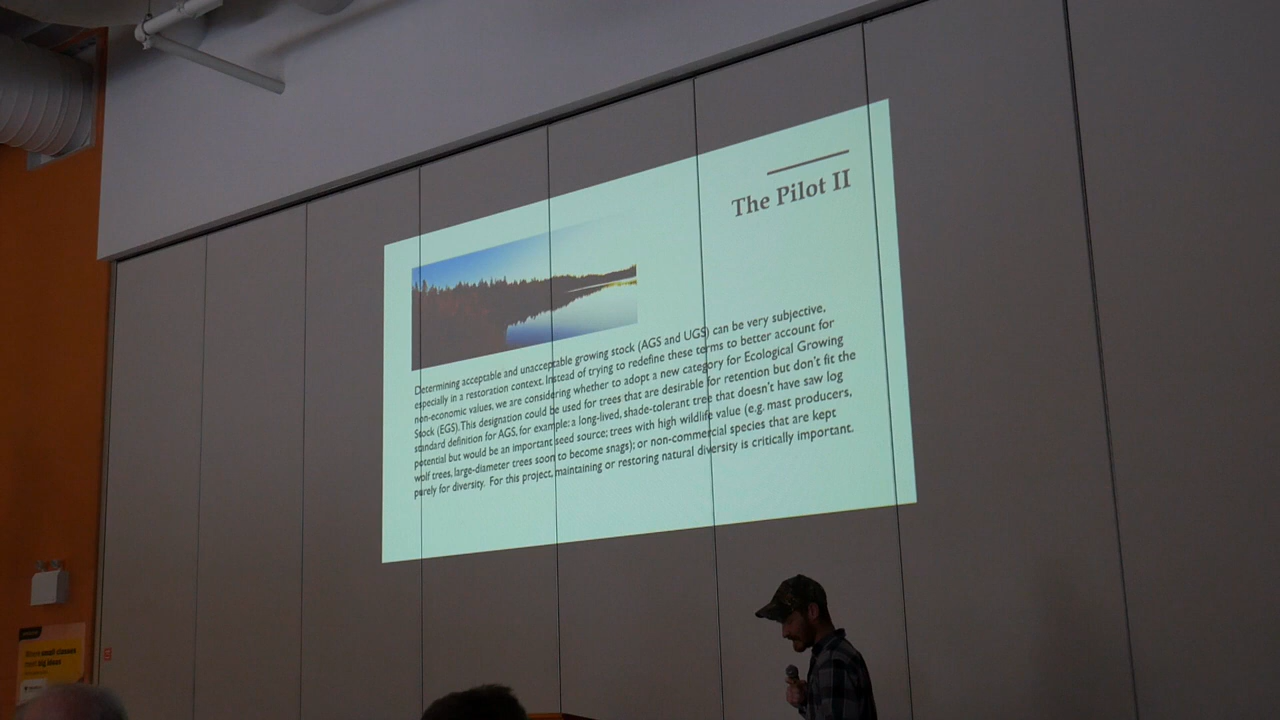 The Pilot II
Determining acceptable and unacceptable growing stock (AGS and UGS) can be very subjective,
especially in a restoration context. Instead of trying to redefine these terms to better account for
non-economic values, we are considering whether to adopt a new category for Ecological Growing
Stock (EGS). This designation could be used for trees that are desirable for retention but don't fit the
standard definition for AGS, for example: a long-lived, shade-tolerant tree that doesn't have saw log
potential but would be an important seed source; trees with high wildlife value (e.g. mast producers,
wolf trees, large-diameter trees soon to become snags); or non-commercial species that are kept
purely for diversity. For this project, maintaining or restoring natural diversity is critically important.
Where small classes
meet big ideas